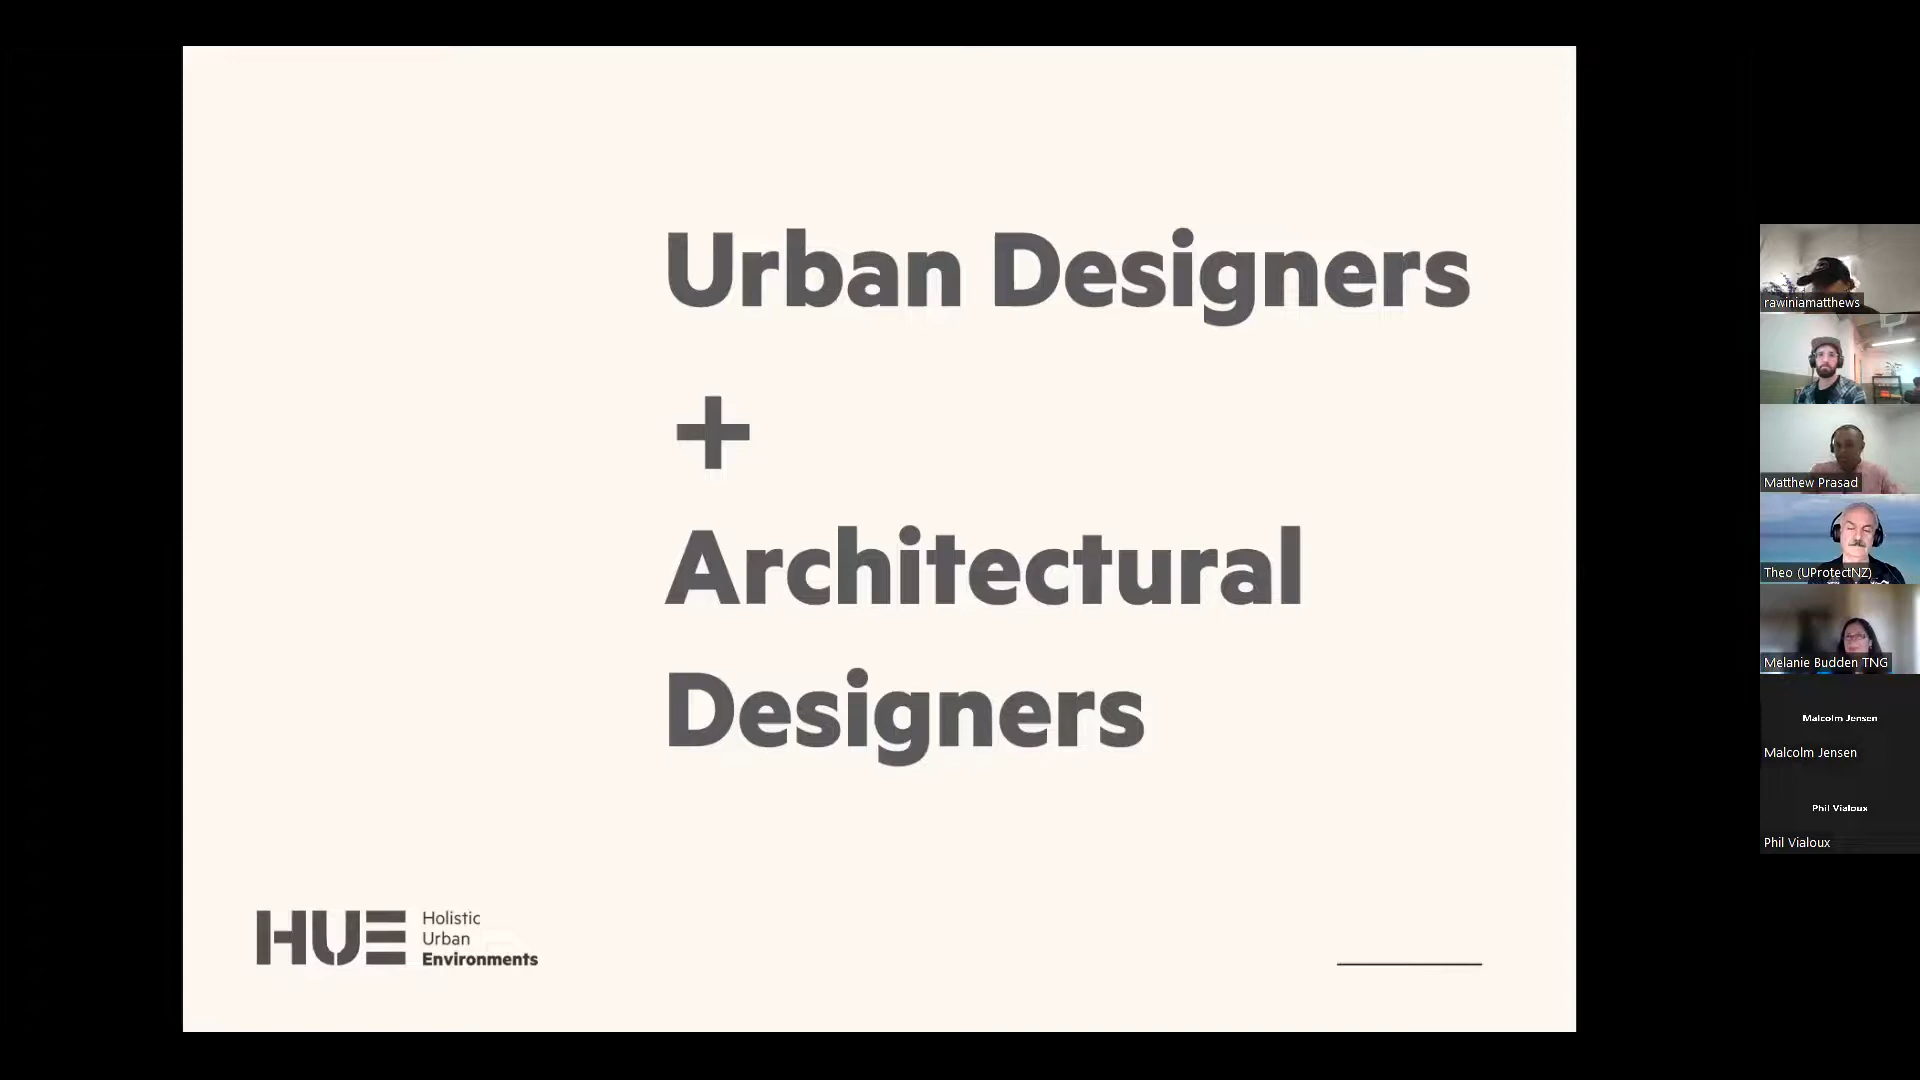 Urban Designers
+
Architectural
Designers
HUE
Holistic
Urban
Environments
rawiniamatthews
Matthew Prasad
Theo (UProtectNZ)
Melanie Budden TNG
Malcolm Jensen
Malcolm Jensen
Phil Vialoux
Phil Vialoux